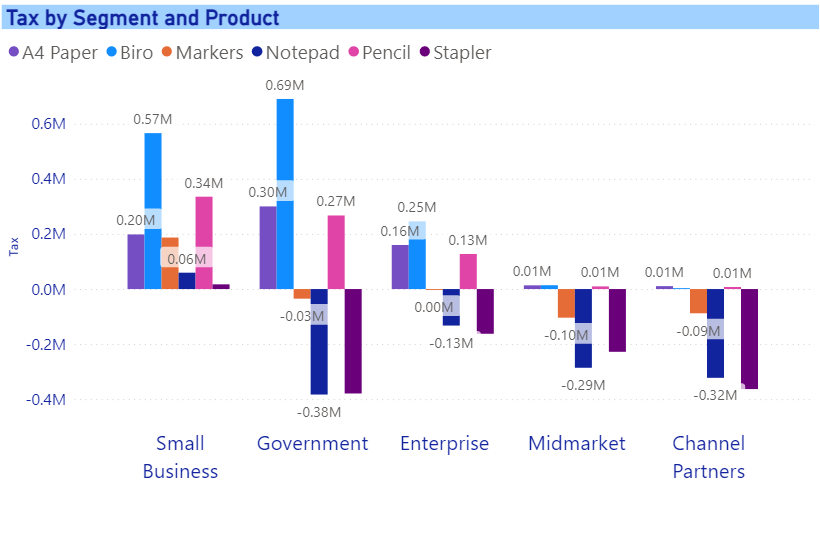 Tax by Segment and Product
A4 Paper Biro Markers Notepad Pencil Stapler
Tax
0.6M
0.4M
0.2M
0.0M
-0.2M
-0.4M
0.20M
0.57M
0.06M
0.34M
0.30M
0.69M
-0.03M
-0.38M
0.27M
0.16M
0.25M
0.00M
-0.13M
0.13M
0.01M
-0.10M
-0.29M
0.01M
0.01M
-0.09M
-0.32M
0.01M
Small
Business
Government
Enterprise
Midmarket
Channel
Partners